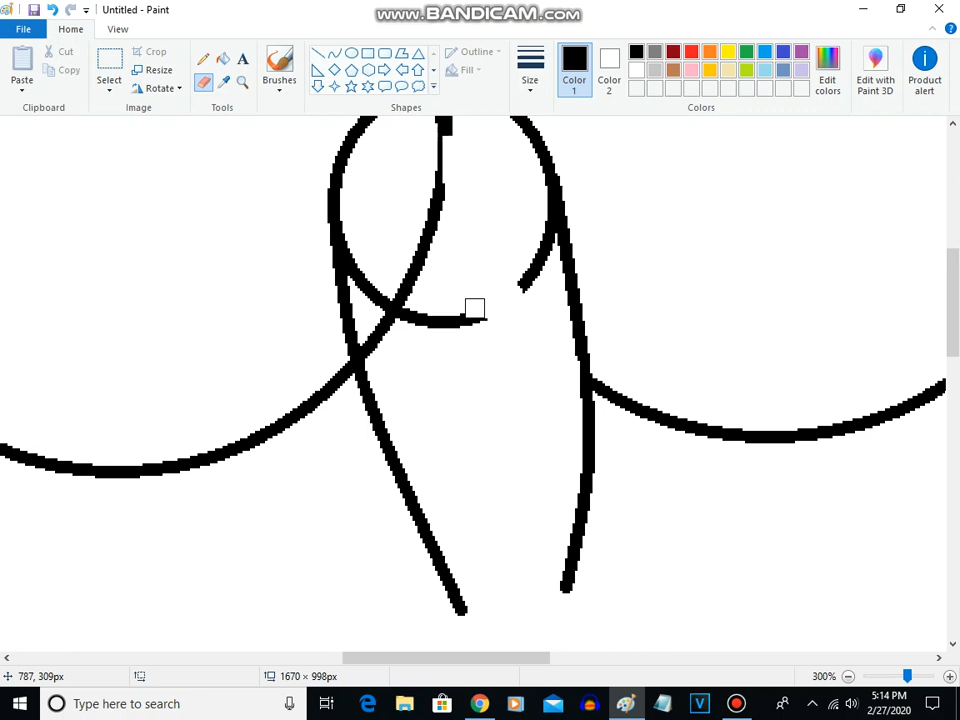 Untitled - Paint
www.BANDICAM.com
File
Home
View
Paste
Cut
Copy
Clipboard
Select
Crop
Resize
Rotate
Image
A
Tools
Brushes
Outline
Fill
Shapes
Size
Color 1
Color 2
Edit colors
Colors
Edit with Paint 3D
Product alert
787, 309px
1670 × 998px
300%
Type here to search
5:14 PM
2/27/2020